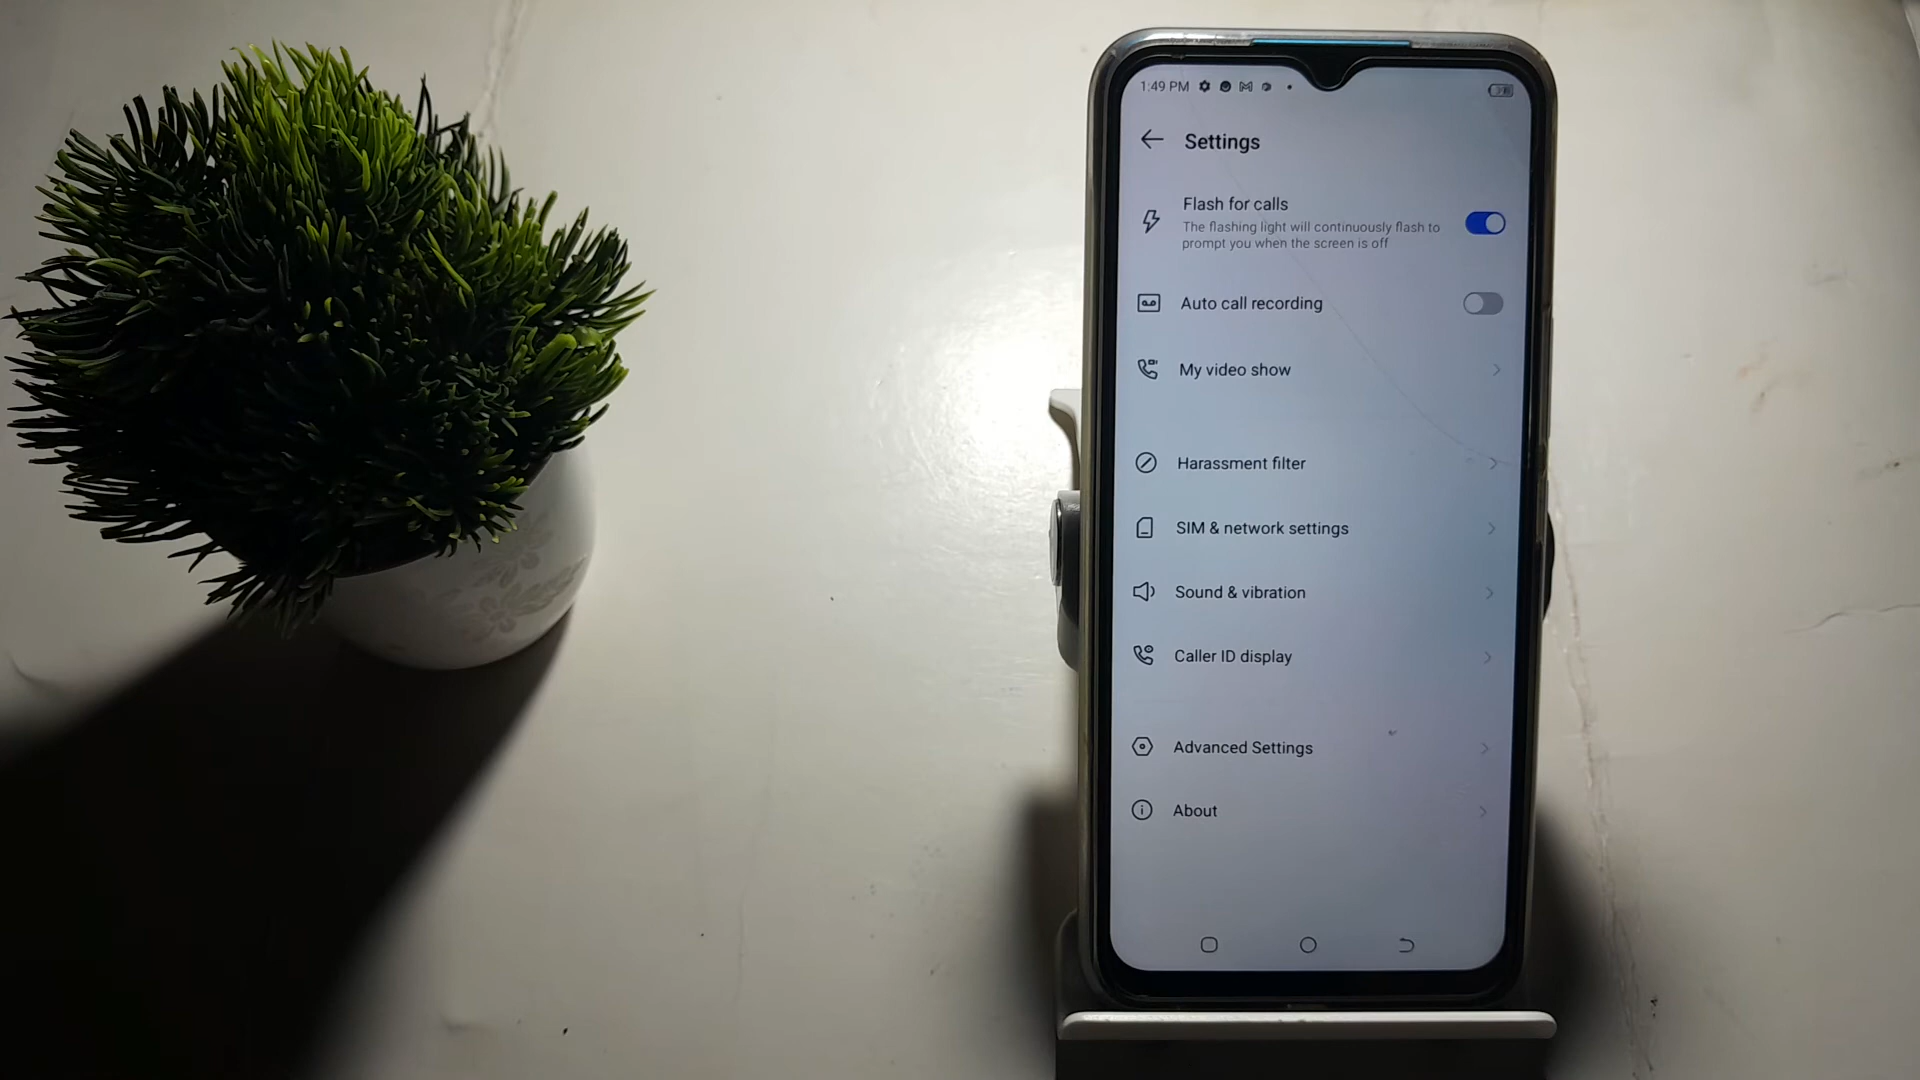 1:49 PM
Settings
Flash for calls
The flashing light will continuously flash to
prompt you when the screen is off
Auto call recording
My video show
Harassment filter
SIM & network settings
Sound & vibration
Caller ID display
Advanced Settings
About